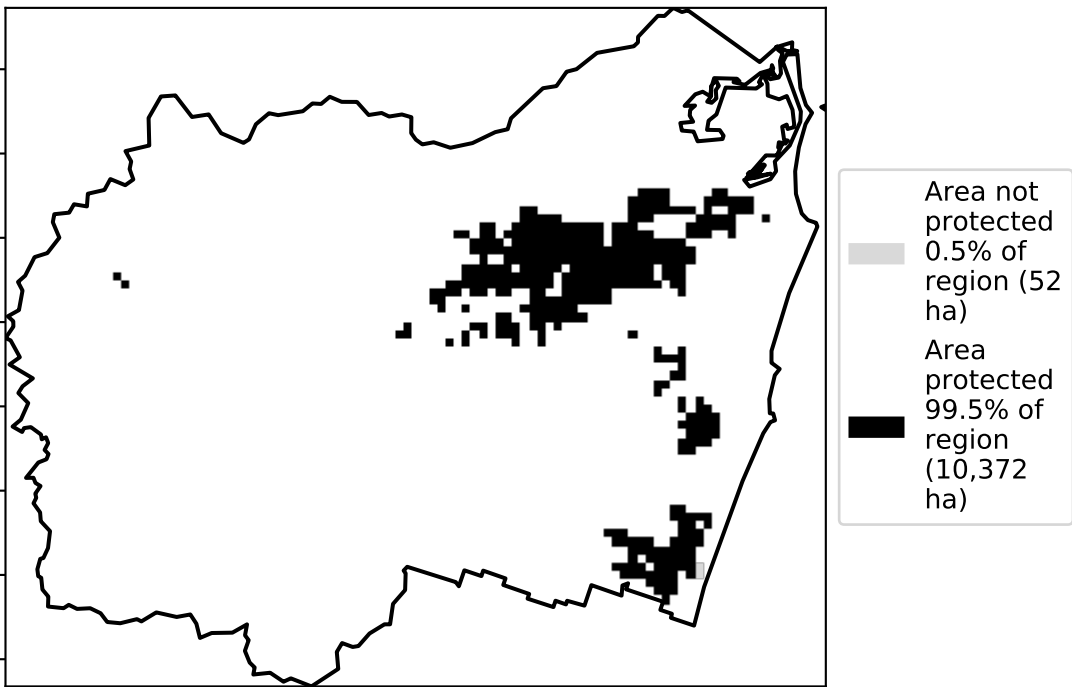 Area not
protected
0.5% of
region (52
ha)
Area
protected
99.5% of
region
(10,372
ha)